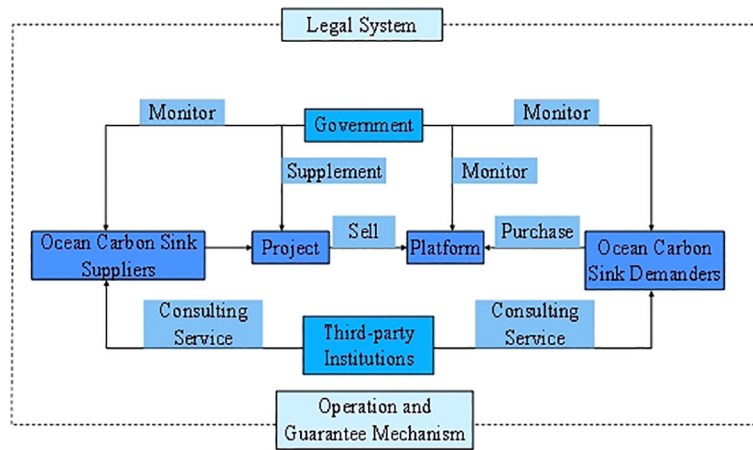 Legal System
Monitor
Government
Monitor
Supplement
Monitor
Ocean Carbon Sink
Suppliers
Project
Sell
Platform
Purchase
Ocean Carbon
Sink Demanders
Consulting
Service
Third-party
Institutions
Consulting
Service
Operation and
Guarantee Mechanism